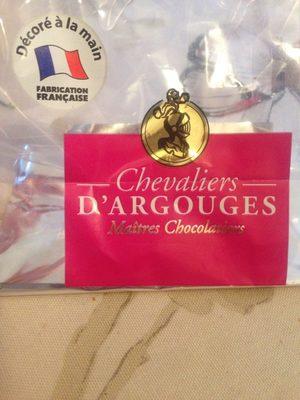 Décoré à la main
FABRICATION
FRANÇAISE
Chevaliers
D'ARGOUGES
Maîtres Chocolatiers